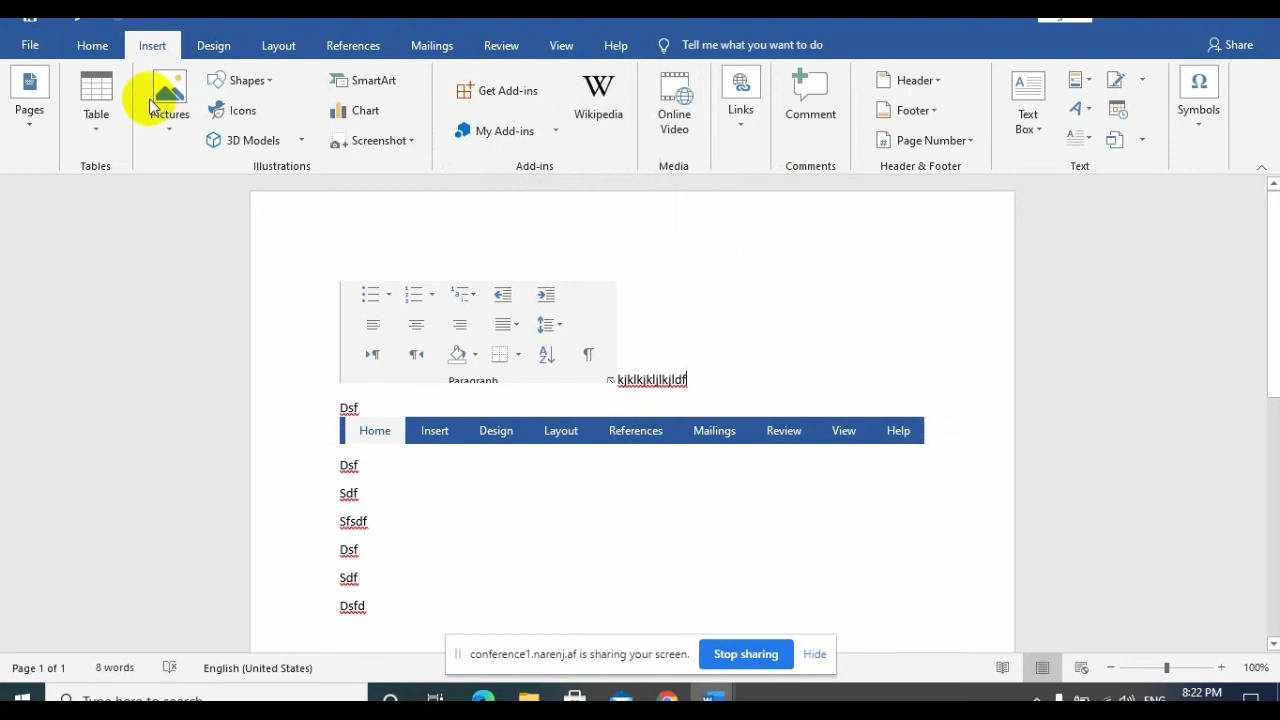 File Home Insert Design Layout References Mailings Review View Help Tell me what you want to do Share
Pages
Table
Pictures
Shapes
Icons
3D Models
SmartArt
Chart
Screenshot
Get Add-ins
My Add-ins
Wikipedia
Links
Online
Video
Comment
Header
Footer
Page Number
Text
Box
Symbols
Tables Illustrations Add-ins Media Comments Header & Footer Text
Paragraph
kjklkjkljlkjldf
Dsf
Home Insert Design Layout References Mailings Review View Help
Dsf
Sdf
Sfsdf
Dsf
Sdf
Dsfd
conference1.narenj.af is sharing your screen. Stop sharing Hide
Page 1 of 1 8 words English (United States) 100%
Type here to search ENG 8:22 PM